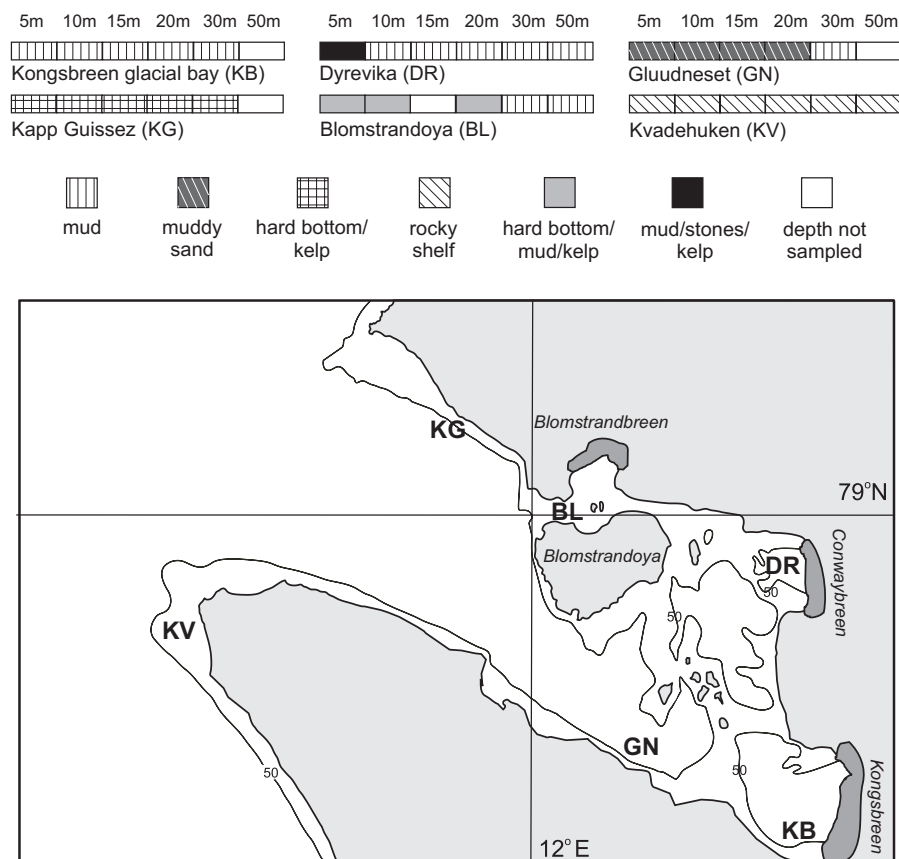 5m 10m 15m 20m 30m 50m 5m 10m 15m 20m 30m 50m 5m 10m 15m 20m 30m 50m
Kongsbreen glacial bay (KB) Dyrevika (DR) Gluudneset (GN)
Kapp Guissez (KG) Blomstrandoya (BL) Kvadehuken (KV)
mud muddy hard bottom/ rocky hard bottom/ mud/stones/ depth not
sand kelp shelf mud/kelp kelp sampled
Blomstrandbreen
KG
79°N
BL
Blomstrandoya
DR
Conwaybreen
50
50
KV
GN
50
50
Kongsbreen
KB
12°E